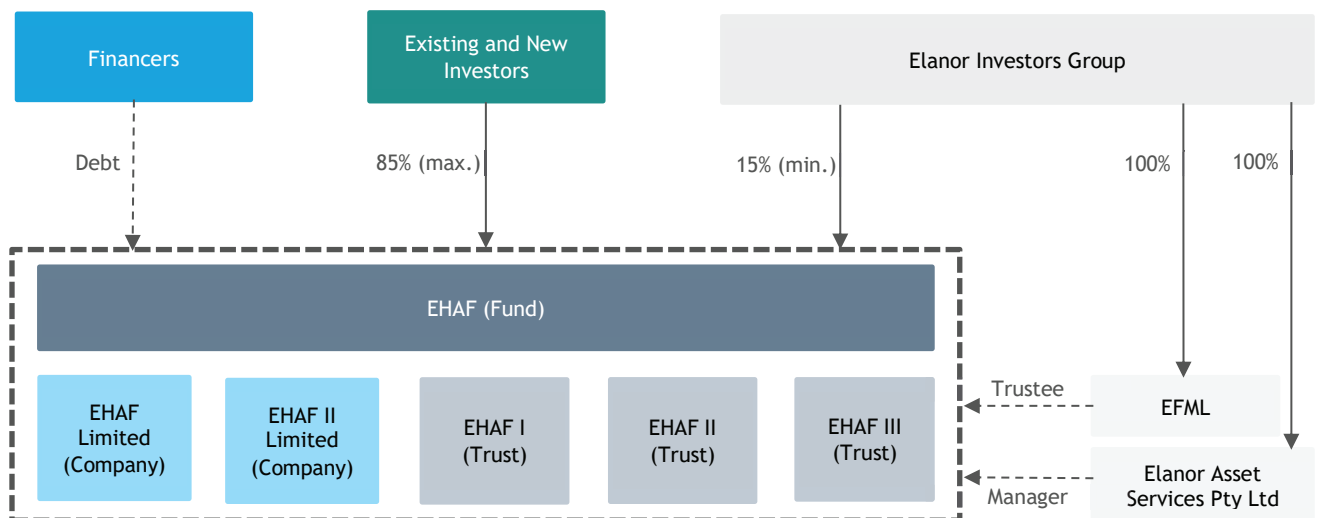 Financers
Existing and New
Investors
Elanor Investors Group
Debt
85% (max.)
15% (min.)
100%
100%
EHAF (Fund)
EHAF
Limited
(Company)
EHAF II
Limited
(Company)
EHAF I
(Trust)
EHAF II
(Trust)
EHAF III
(Trust)
Trustee
EFML
Manager
Elanor Asset
Services Pty Ltd